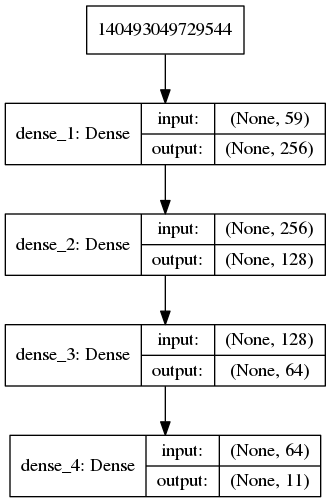 140493049729544
dense_1: Dense
input: (None, 59)
output: (None, 256)
dense_2: Dense
input: (None, 256)
output: (None, 128)
dense_3: Dense
input: (None, 128)
output: (None, 64)
dense_4: Dense
input: (None, 64)
output: (None, 11)